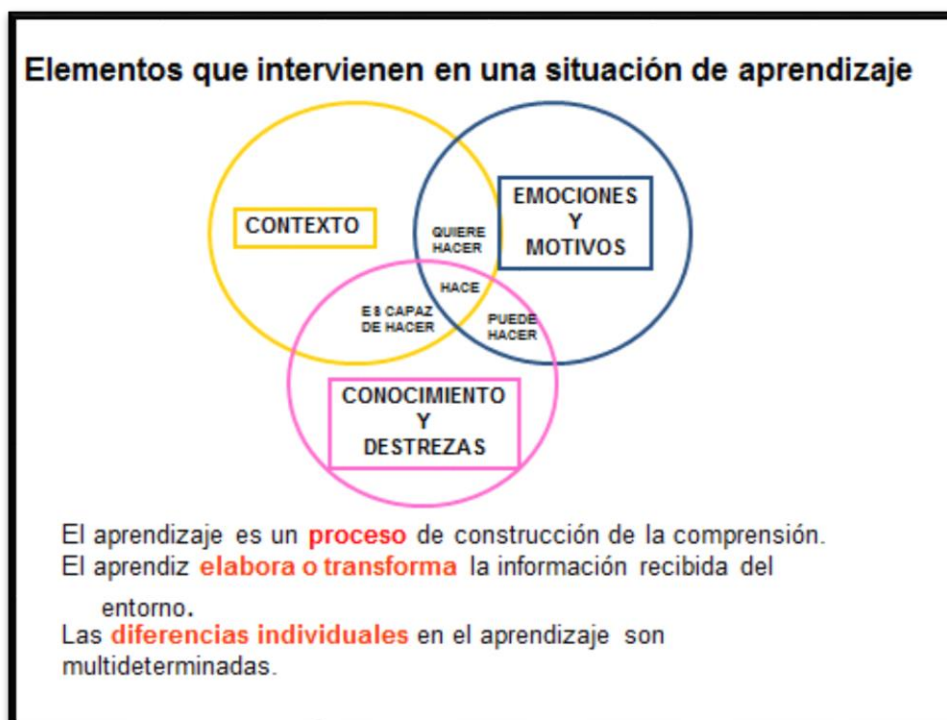 Elementos que intervienen en una situación de aprendizaje
CONTEXTO
EMOCIONES
Y
MOTIVOS
QUIERE
HACER
HACE
ES CAPAZ
DE HACER
PUEDE
HACER
CONOCIMIENTO
Y
DESTREZAS
El aprendizaje es un proceso de construcción de la comprensión.
El aprendiz elabora o transforma la información recibida del
entorno.
Las diferencias individuales en el aprendizaje son
multideterminadas.